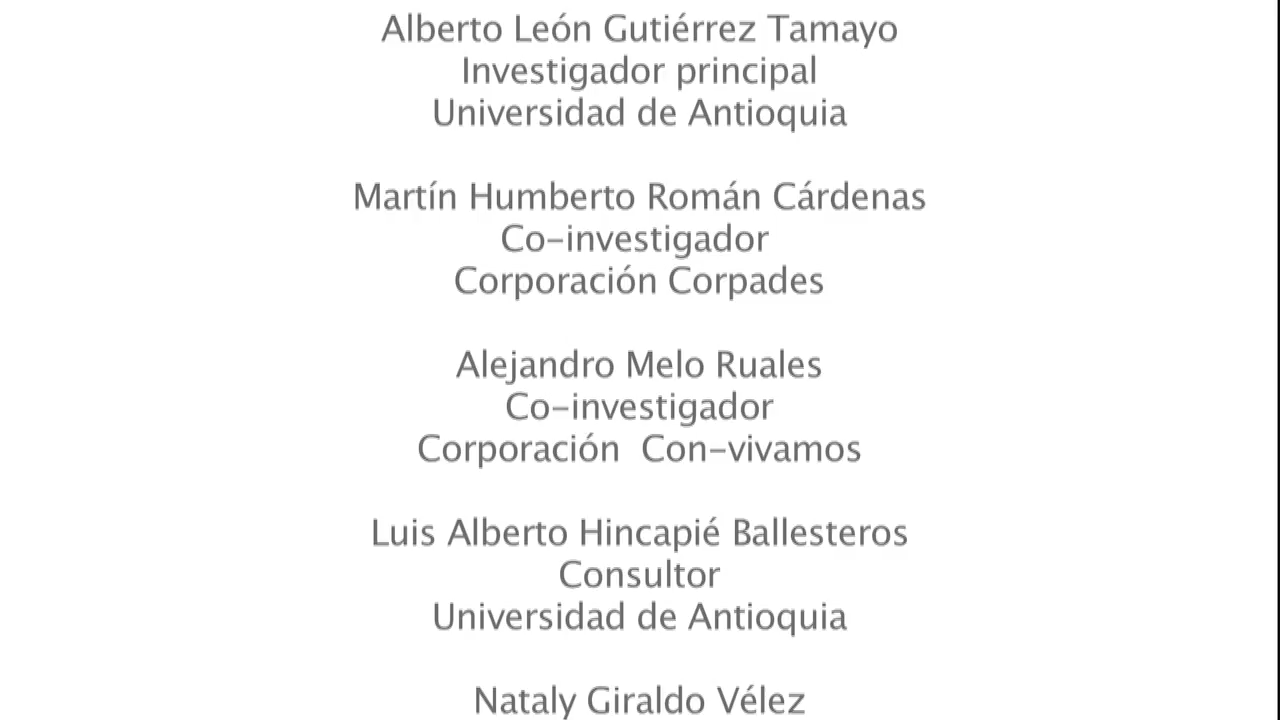 Alberto León Gutiérrez Tamayo
Investigador principal
Universidad de Antioquia
Martín Humberto Román Cárdenas
Co-investigador
Corporación Corpades
Alejandro Melo Ruales
Co-investigador
Corporación  Con-vivamos
Luis Alberto Hincapié Ballesteros
Consultor
Universidad de Antioquia
Nataly Giraldo Vélez